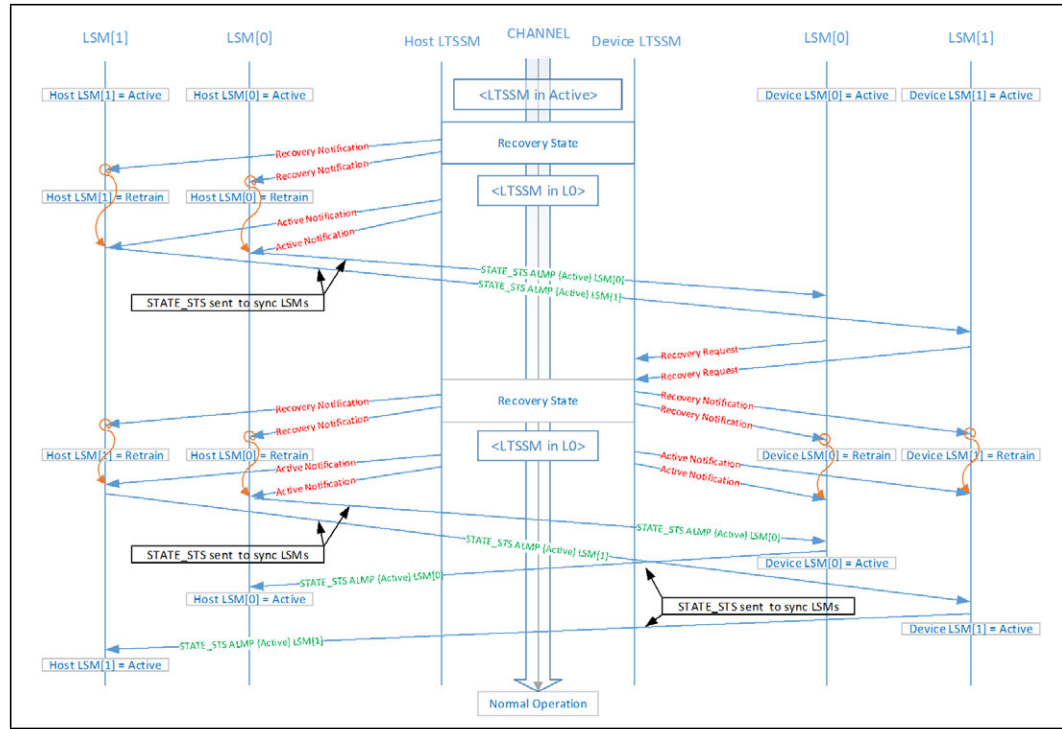 LSM[1]
LSM[0]
Host LTSSM
CHANNEL
Device LTSSM
LSM[0]
LSM[1]
Host LSM[1] = Active
Host LSM[0] = Active
<LTSSM in Active>
Device LSM[0] = Active
Device LSM[1] = Active
Recovery State
Recovery Notification
Recovery Notification
Host LSM[1] = Retrain
Host LSM[0] = Retrain
<LTSSM in L0>
Active Notification
Active Notification
STATE_STS ALMP (Active) LSM[0]
STATE_STS ALMP (Active) LSM[1]
STATE_STS sent to sync LSMs
Recovery Request
Recovery Request
Recovery State
Recovery Notification
Recovery Notification
Recovery Notification
Recovery Notification
Host LSM[1] = Retrain
Host LSM[0] = Retrain
<LTSSM in L0>
Device LSM[0] = Retrain
Device LSM[1] = Retrain
Active Notification
Active Notification
Active Notification
Active Notification
STATE_STS ALMP (Active) LSM[0]
STATE_STS ALMP (Active) LSM[1]
STATE_STS sent to sync LSMs
Device LSM[0] = Active
STATE_STS ALMP (Active) LSM[0]
Host LSM[0] = Active
STATE_STS sent to sync LSMs
Device LSM[1] = Active
STATE_STS ALMP (Active) LSM[1]
Host LSM[1] = Active
Normal Operation